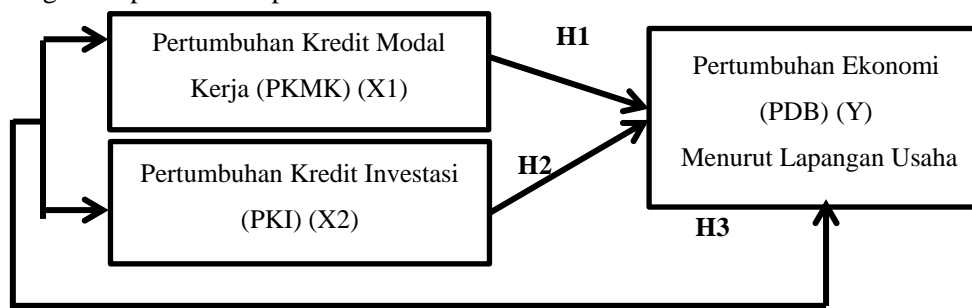 Pertumbuhan Kredit Modal
Kerja (PKMK) (X1)
H1
Pertumbuhan Ekonomi
(PDB) (Y)
Menurut Lapangan Usaha
Pertumbuhan Kredit Investasi
(PKI) (X2)
H2
H3